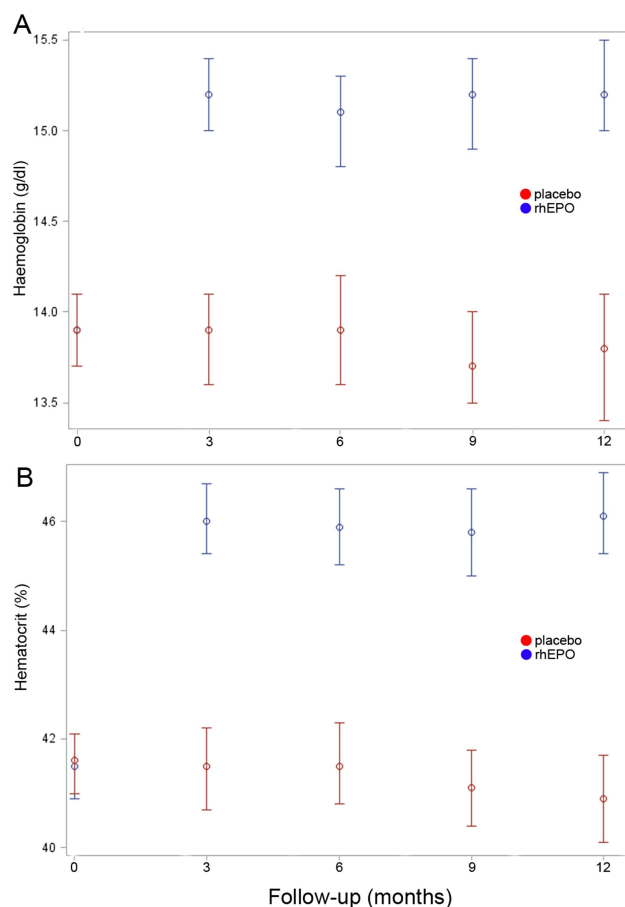 A
Haemoglobin (g/dl)
15.5
15.0
14.5
14.0
13.5
placebo
rhEPO
0 3 6 9 12
B
Hematocrit (%)
46
44
42
40
placebo
rhEPO
0 3 6 9 12
Follow-up (months)